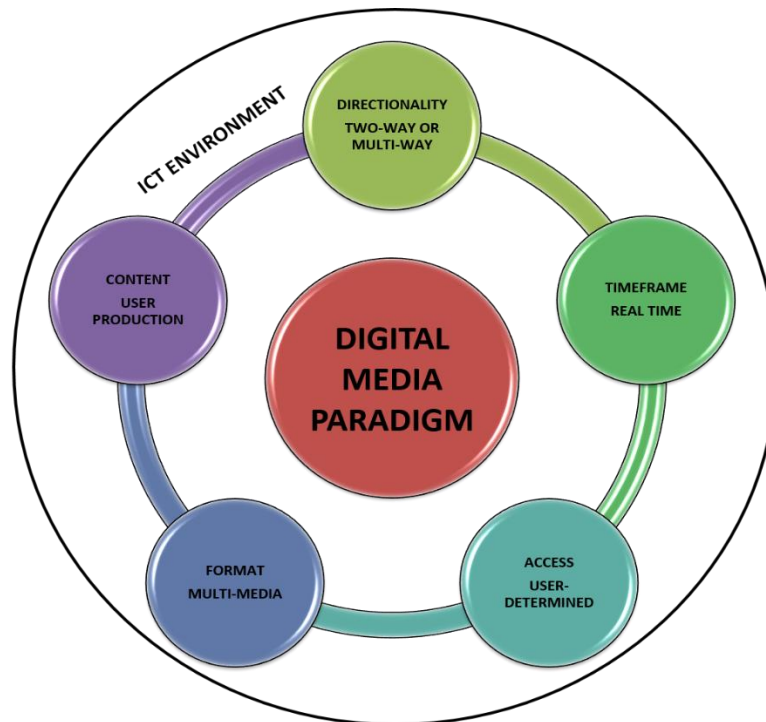 ICT ENVIRONMENT
DIRECTIONALITY
TWO-WAY OR
MULTI-WAY
TIMEFRAME
REAL TIME
ACCESS
USER-
DETERMINED
FORMAT
MULTI-MEDIA
CONTENT
USER
PRODUCTION
DIGITAL
MEDIA
PARADIGM